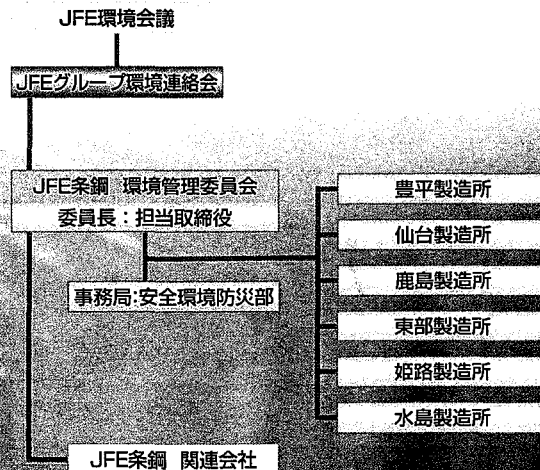 JFE環境会議
JFEグループ環境連絡会
JFE条鋼 環境管理委員会
委員長：担当取締役
事務局:安全環境防災部
豊平製造所
仙台製造所
鹿島製造所
東部製造所
姫路製造所
水島製造所
JFE条鋼 関連会社